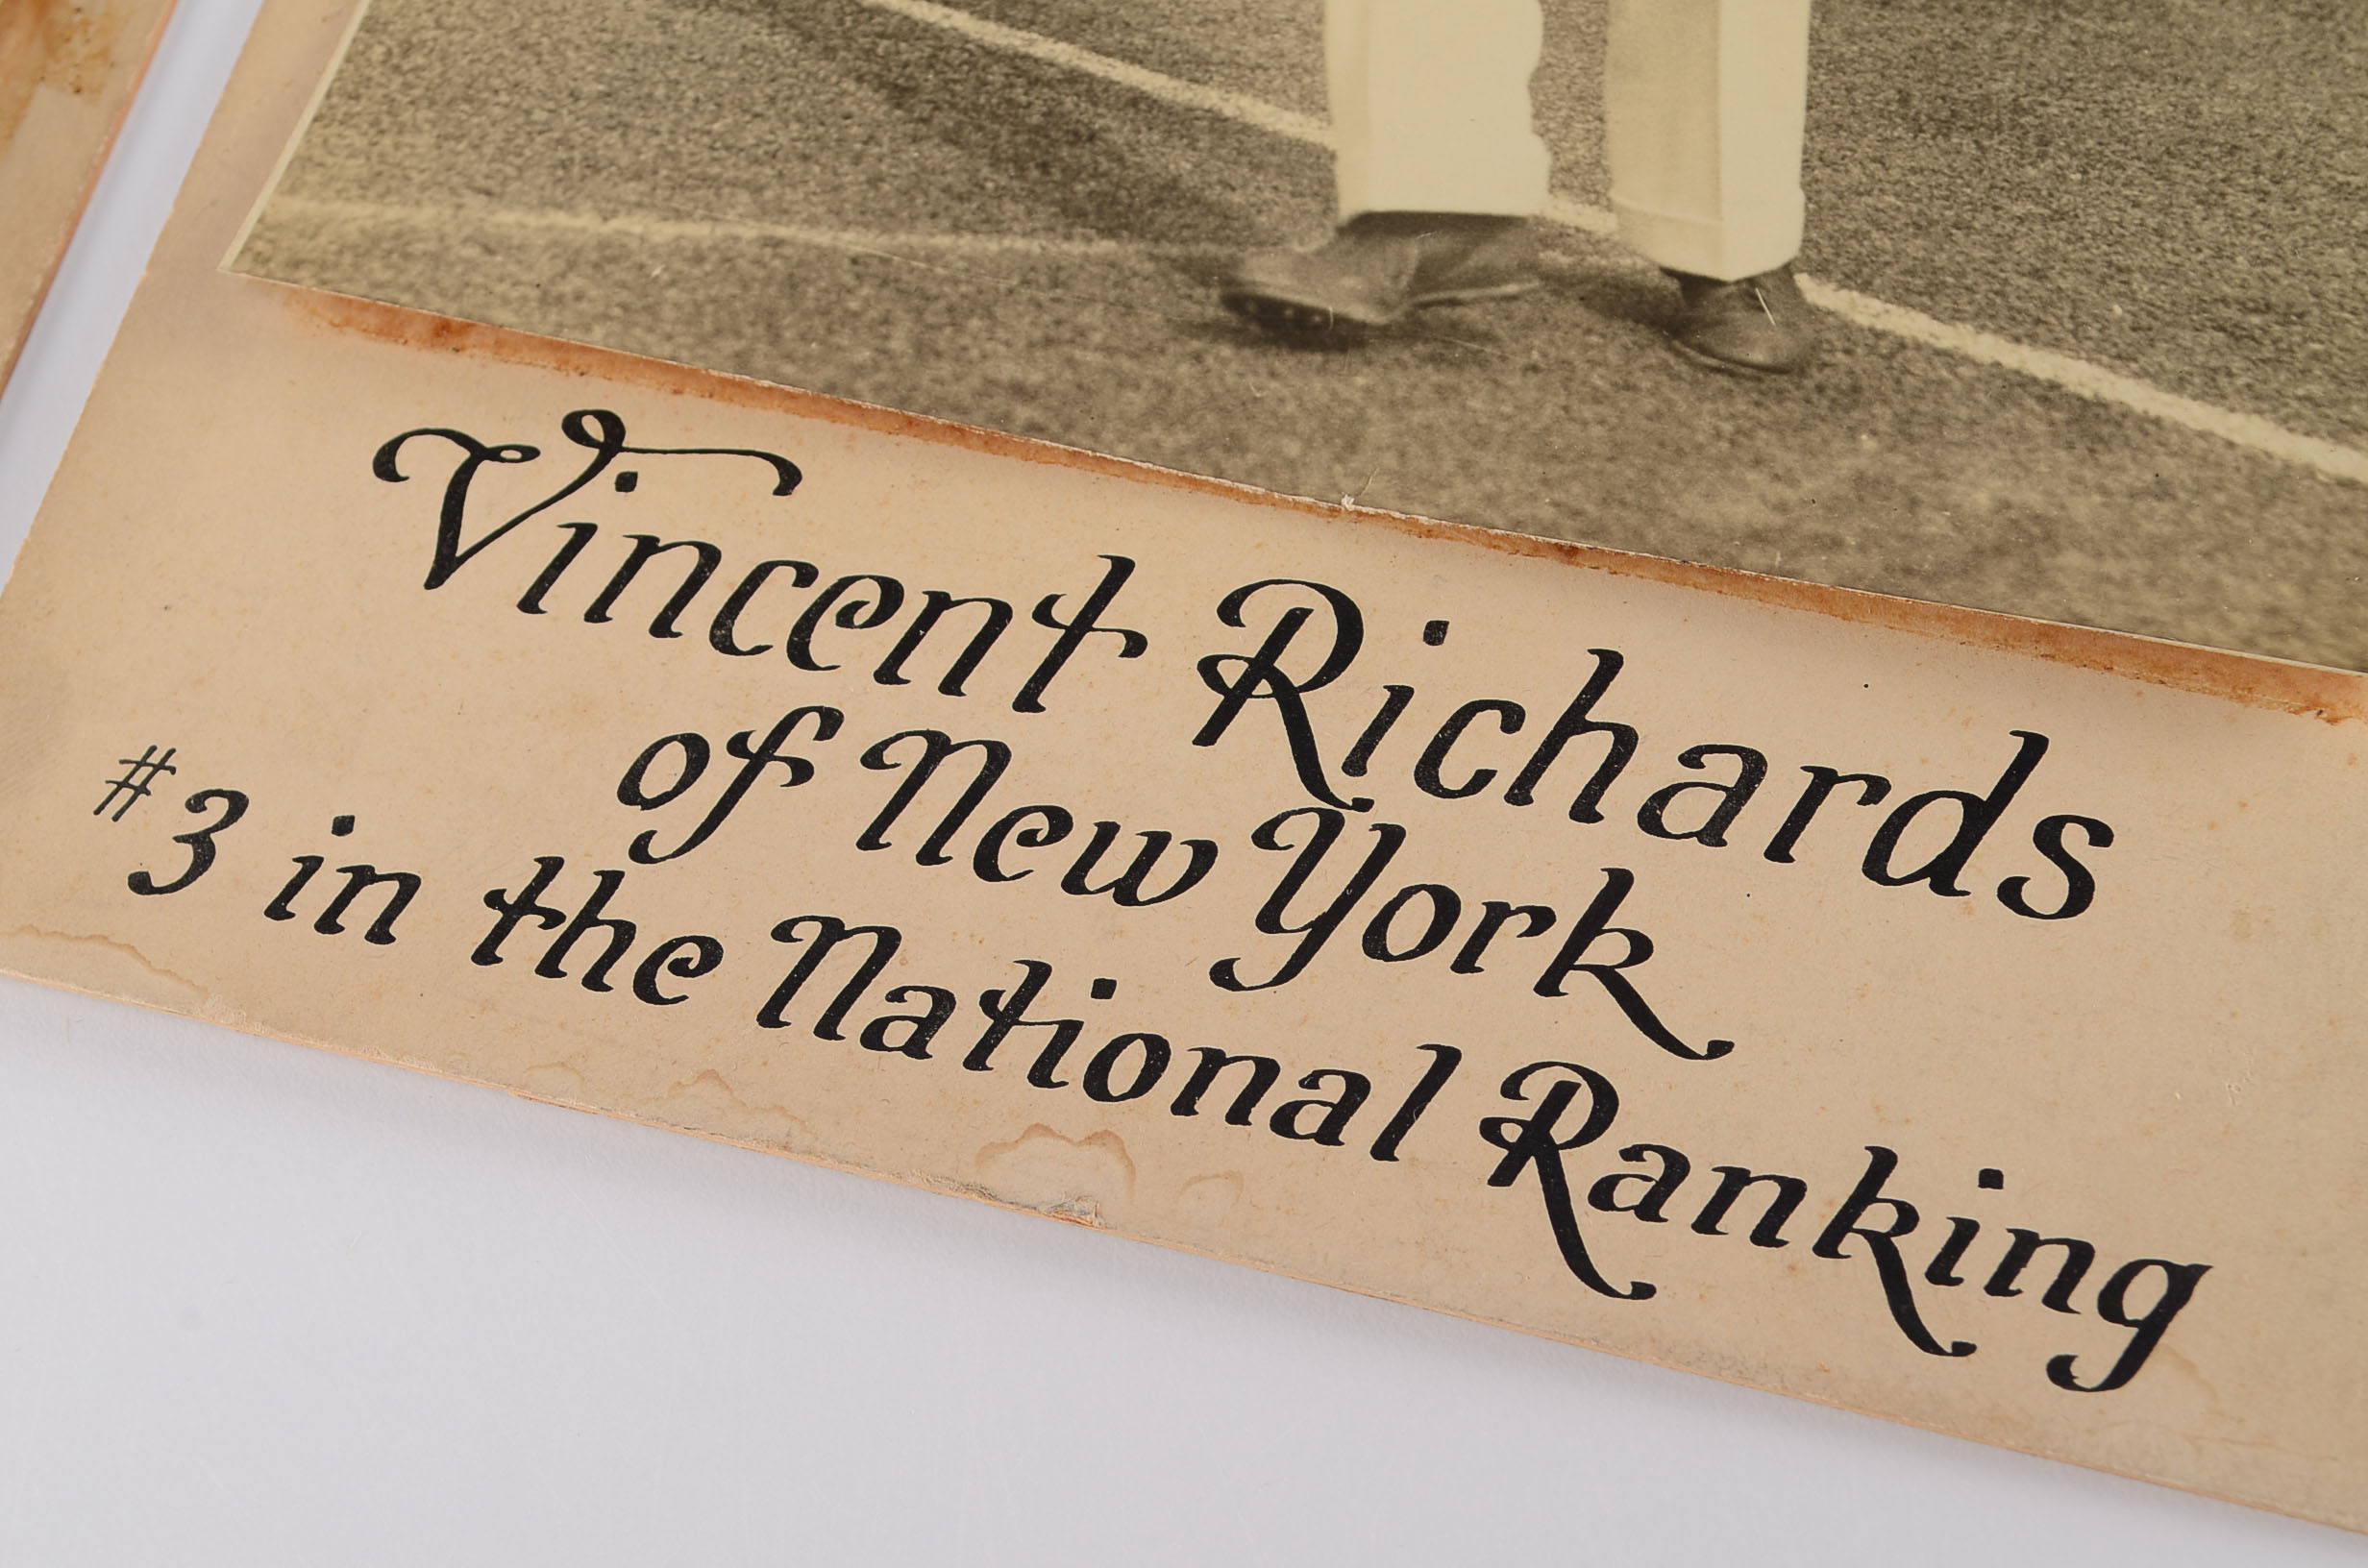 Vincent Richards
of New York
#3 in the National Ranking